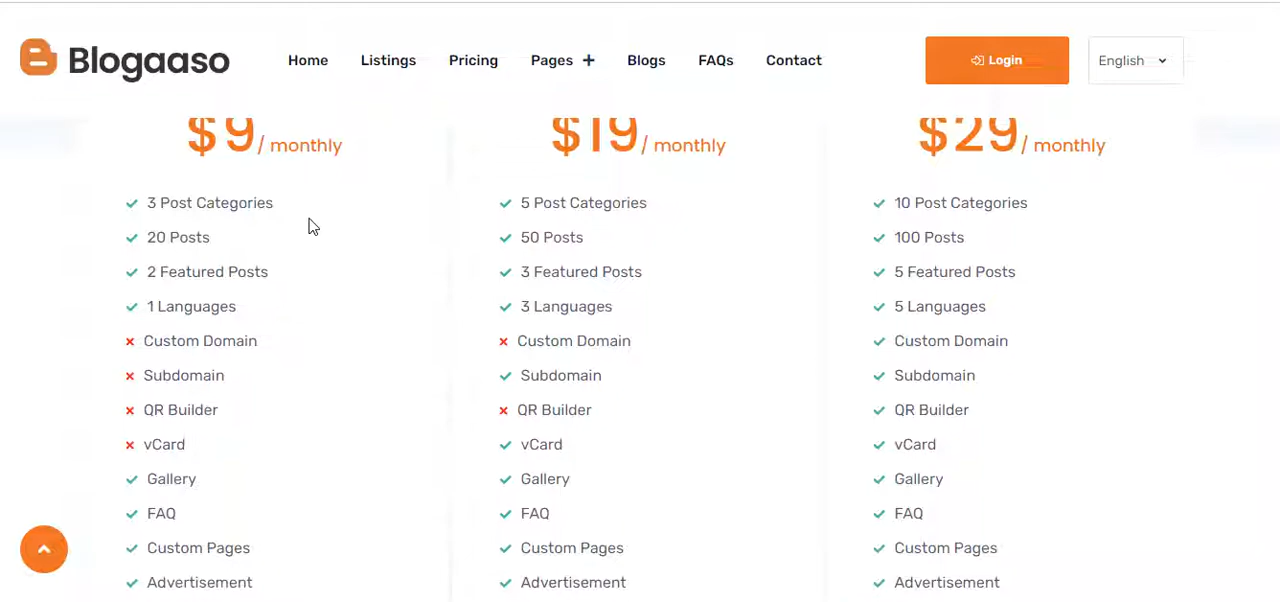 Blogaaso
Home Listings Pricing Pages + Blogs FAQs Contact
Login
English
$9/ monthly
3 Post Categories
20 Posts
2 Featured Posts
1 Languages
Custom Domain
Subdomain
QR Builder
vCard
Gallery
FAQ
Custom Pages
Advertisement
$19/ monthly
5 Post Categories
50 Posts
3 Featured Posts
3 Languages
Custom Domain
Subdomain
QR Builder
vCard
Gallery
FAQ
Custom Pages
Advertisement
$29/ monthly
10 Post Categories
100 Posts
5 Featured Posts
5 Languages
Custom Domain
Subdomain
QR Builder
vCard
Gallery
FAQ
Custom Pages
Advertisement